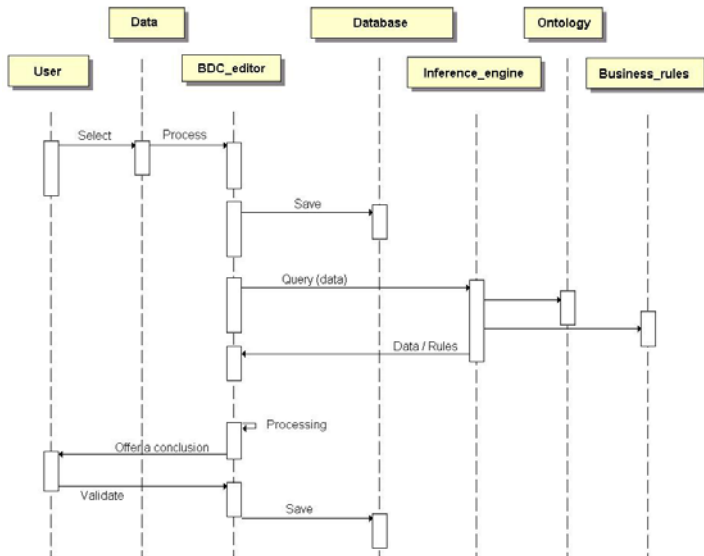 Data
Database
Ontology
User
BDC_editor
Inference_engine
Business_rules
Select
Process
Save
Query (data)
Data / Rules
Processing
Offer a conclusion
Validate
Save